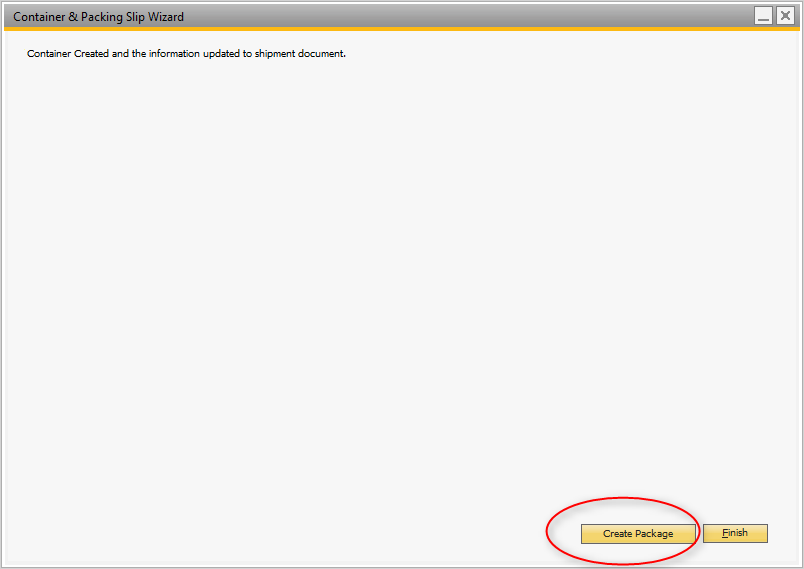 Container & Packing Slip Wizard
Container Created and the information updated to shipment document.
Create Package
Finish